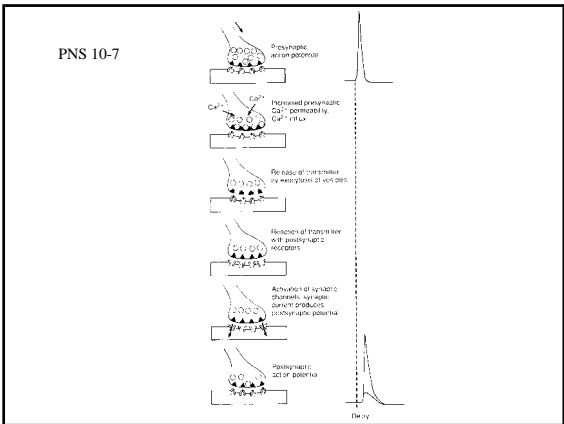 PNS 10-7
Presynaptic
action potential
Ca2+
Ca2+
Increased presynaptic
Ca2+ permeability,
Ca2+ influx
Release of transmitter
by exocytosis of vesicles
Reaction of transmitter
with postsynaptic
receptors
Activation of synaptic
channels, synaptic
current produces
postsynaptic potential
Postsynaptic
action potential
Delay